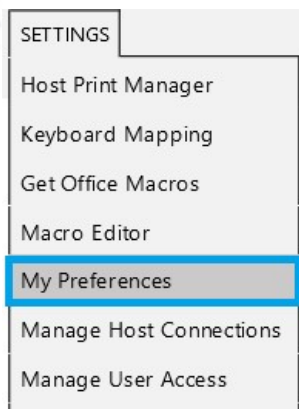 SETTINGS
Host Print Manager
Keyboard Mapping
Get Office Macros
Macro Editor
My Preferences
Manage Host Connections
Manage User Access